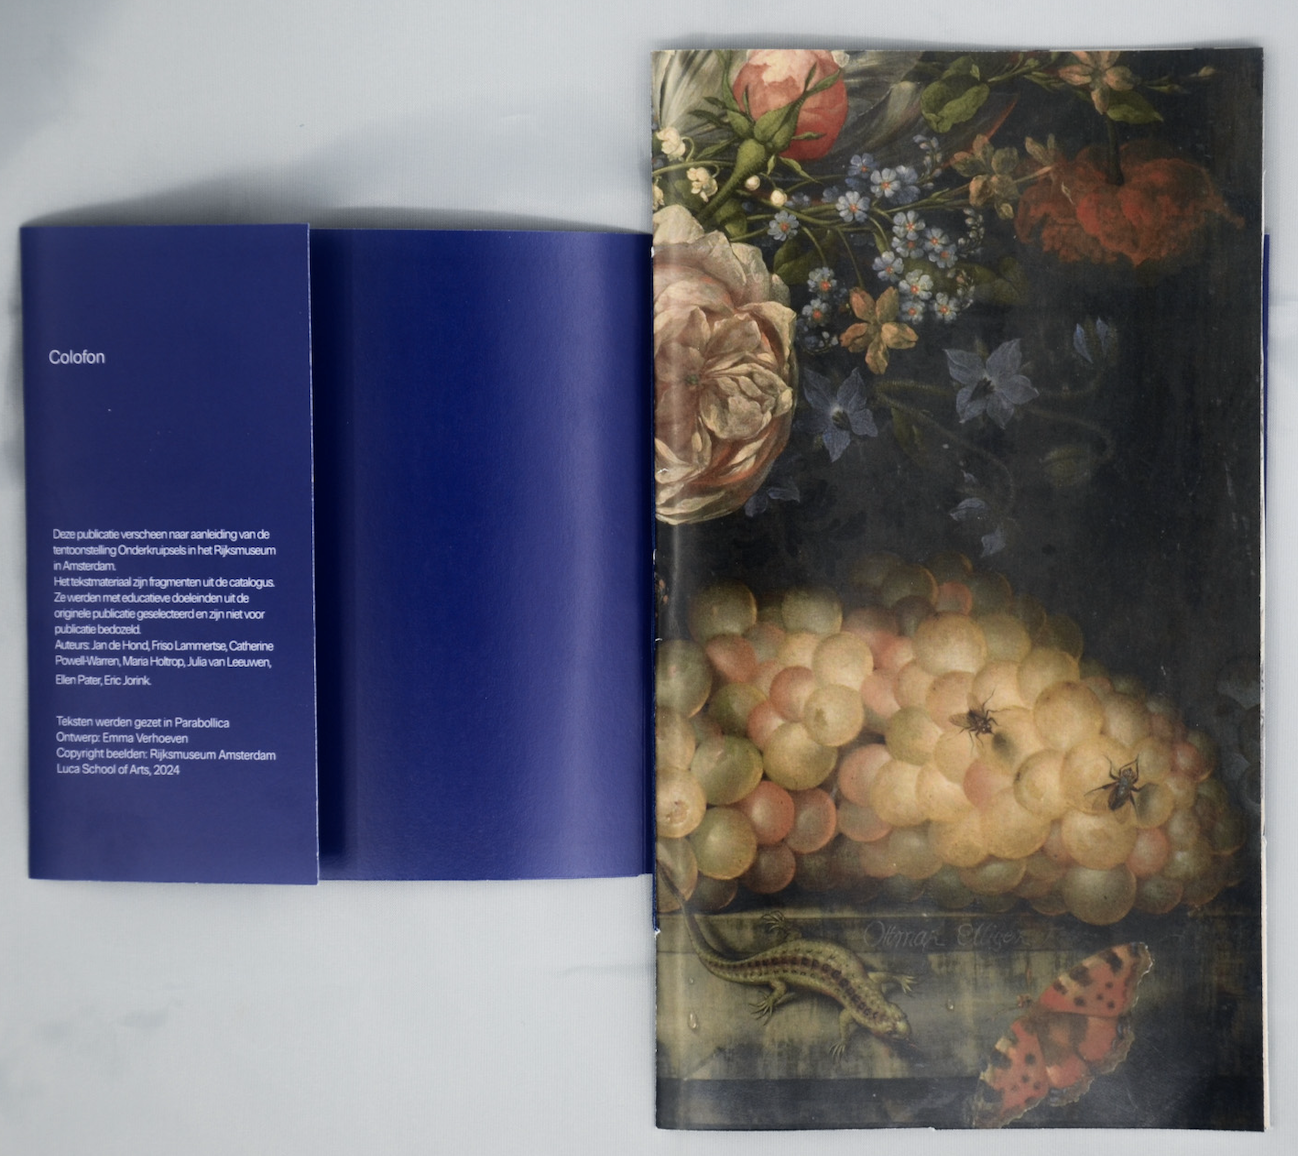 Colofon
Deze publicatie verscheen naar aanleiding van de
tentoonstelling Onderkruipsels in het Rijksmuseum
in Amsterdam.
Het tekstmateriaal zijn fragmenten uit de catalogus.
Ze werden met educatieve doeleinden uit de
originele publicatie geselecteerd en zijn niet voor
publicatie bedozeld.
Auteurs: Jan de Hond, Friso Lammertse, Catherine
Powell-Warren, Maria Holtrop, Julia van Leeuwen,
Ellen Pater, Eric Jorink.
Teksten werden gezet in Parabollica
Ontwerp: Emma Verhoeven
Copyright beelden: Rijksmuseum Amsterdam
Luca School of Arts, 2024
Ottmar Elliger